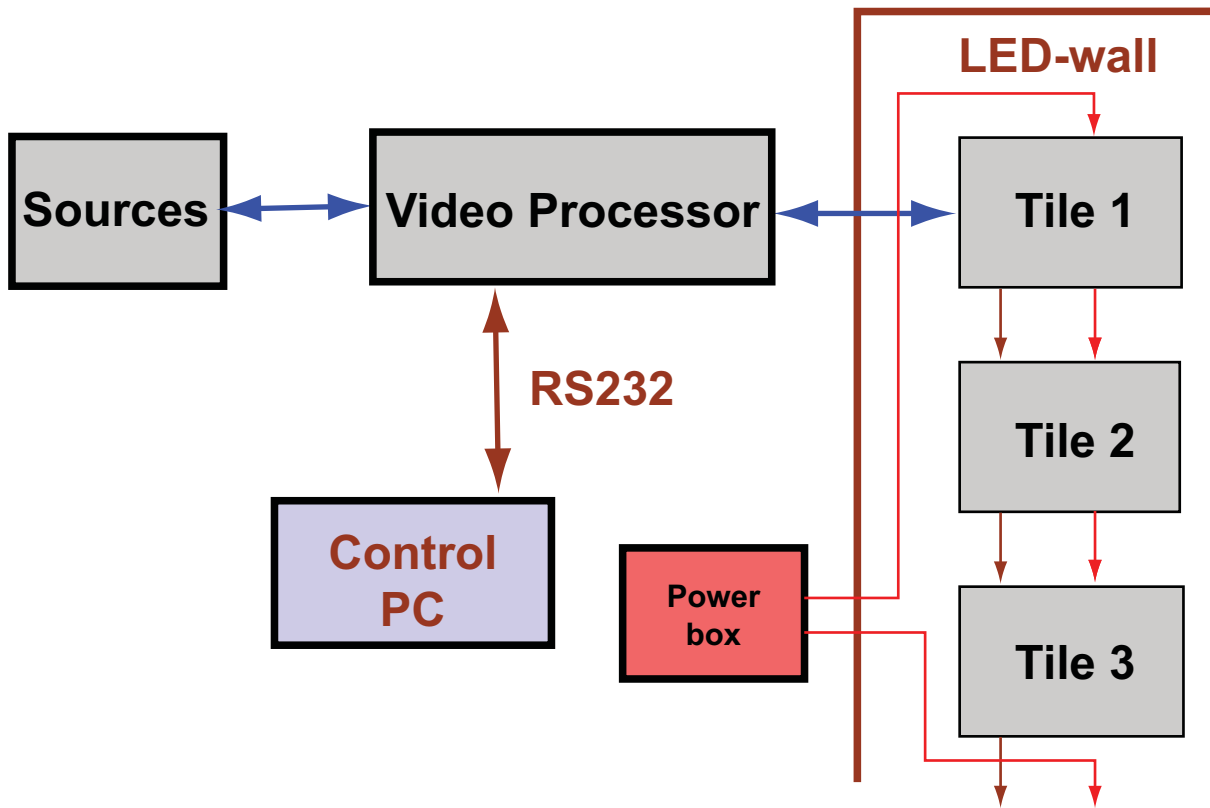 LED-wall
Sources
Video Processor
Tile 1
RS232
Tile 2
Control
PC
Power
box
Tile 3